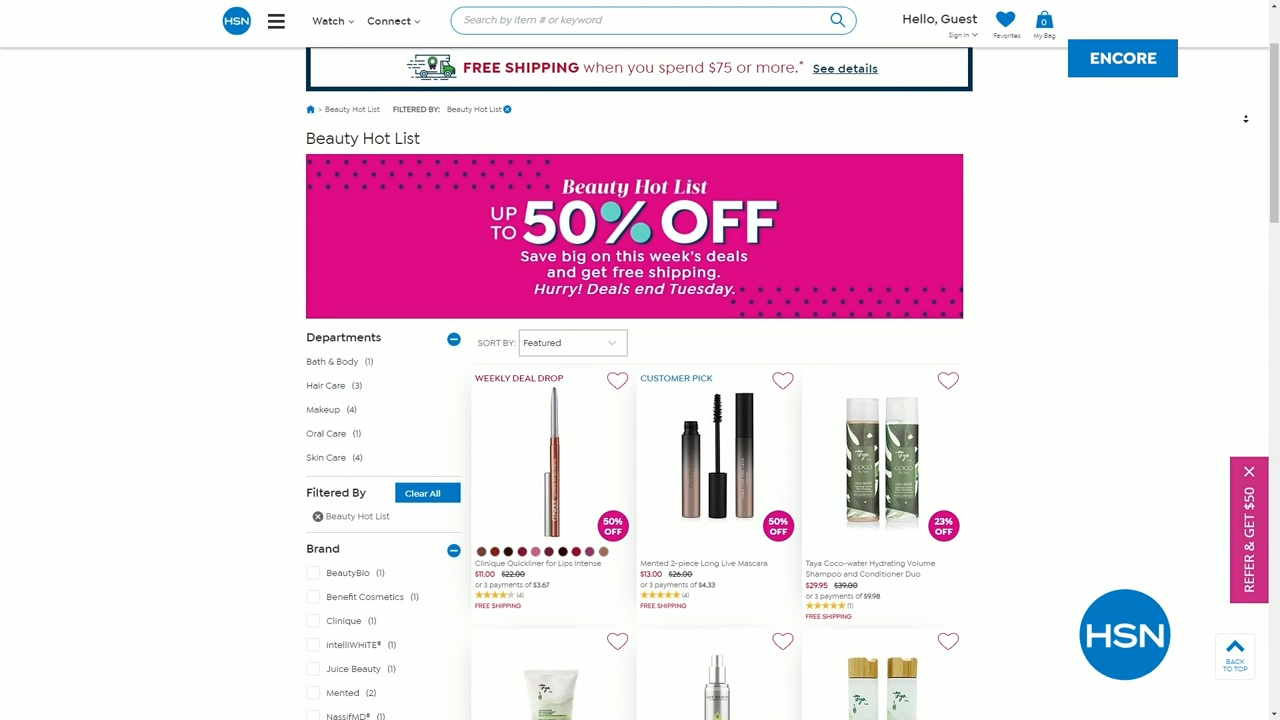 HSN
Watch
Connect
Search by item # or keyword
Hello, Guest
Sign In
Favorites
0
My Bag
ENCORE
FREE SHIPPING when you spend $75 or more.* See details
> Beauty Hot List FILTERED BY: Beauty Hot List
Beauty Hot List
Beauty Hot List
UP TO 50% OFF
Save big on this week's deals
and get free shipping.
Hurry! Deals end Tuesday.
Departments
Bath & Body (1)
Hair Care (3)
Makeup (4)
Oral Care (1)
Skin Care (4)
Filtered By
Clear All
Beauty Hot List
Brand
BeautyBio (1)
Benefit Cosmetics (1)
Clinique (1)
intelliWHITE® (1)
Juice Beauty (1)
Mented (2)
NassifMD® (1)
SORT BY: Featured
WEEKLY DEAL DROP
50% OFF
Clinique Quickliner for Lips Intense
$11.00 $22.00
or 3 payments of $3.67
(4)
FREE SHIPPING
CUSTOMER PICK
50% OFF
Mented 2-piece Long Live Mascara
$13.00 $26.00
or 3 payments of $4.33
(4)
FREE SHIPPING
COCO
23% OFF
Taya Coco-water Hydrating Volume
Shampoo and Conditioner Duo
$29.95 $39.00
or 3 payments of $9.98
(1)
FREE SHIPPING
REFER & GET $50
HSN
BACK
TO TOP